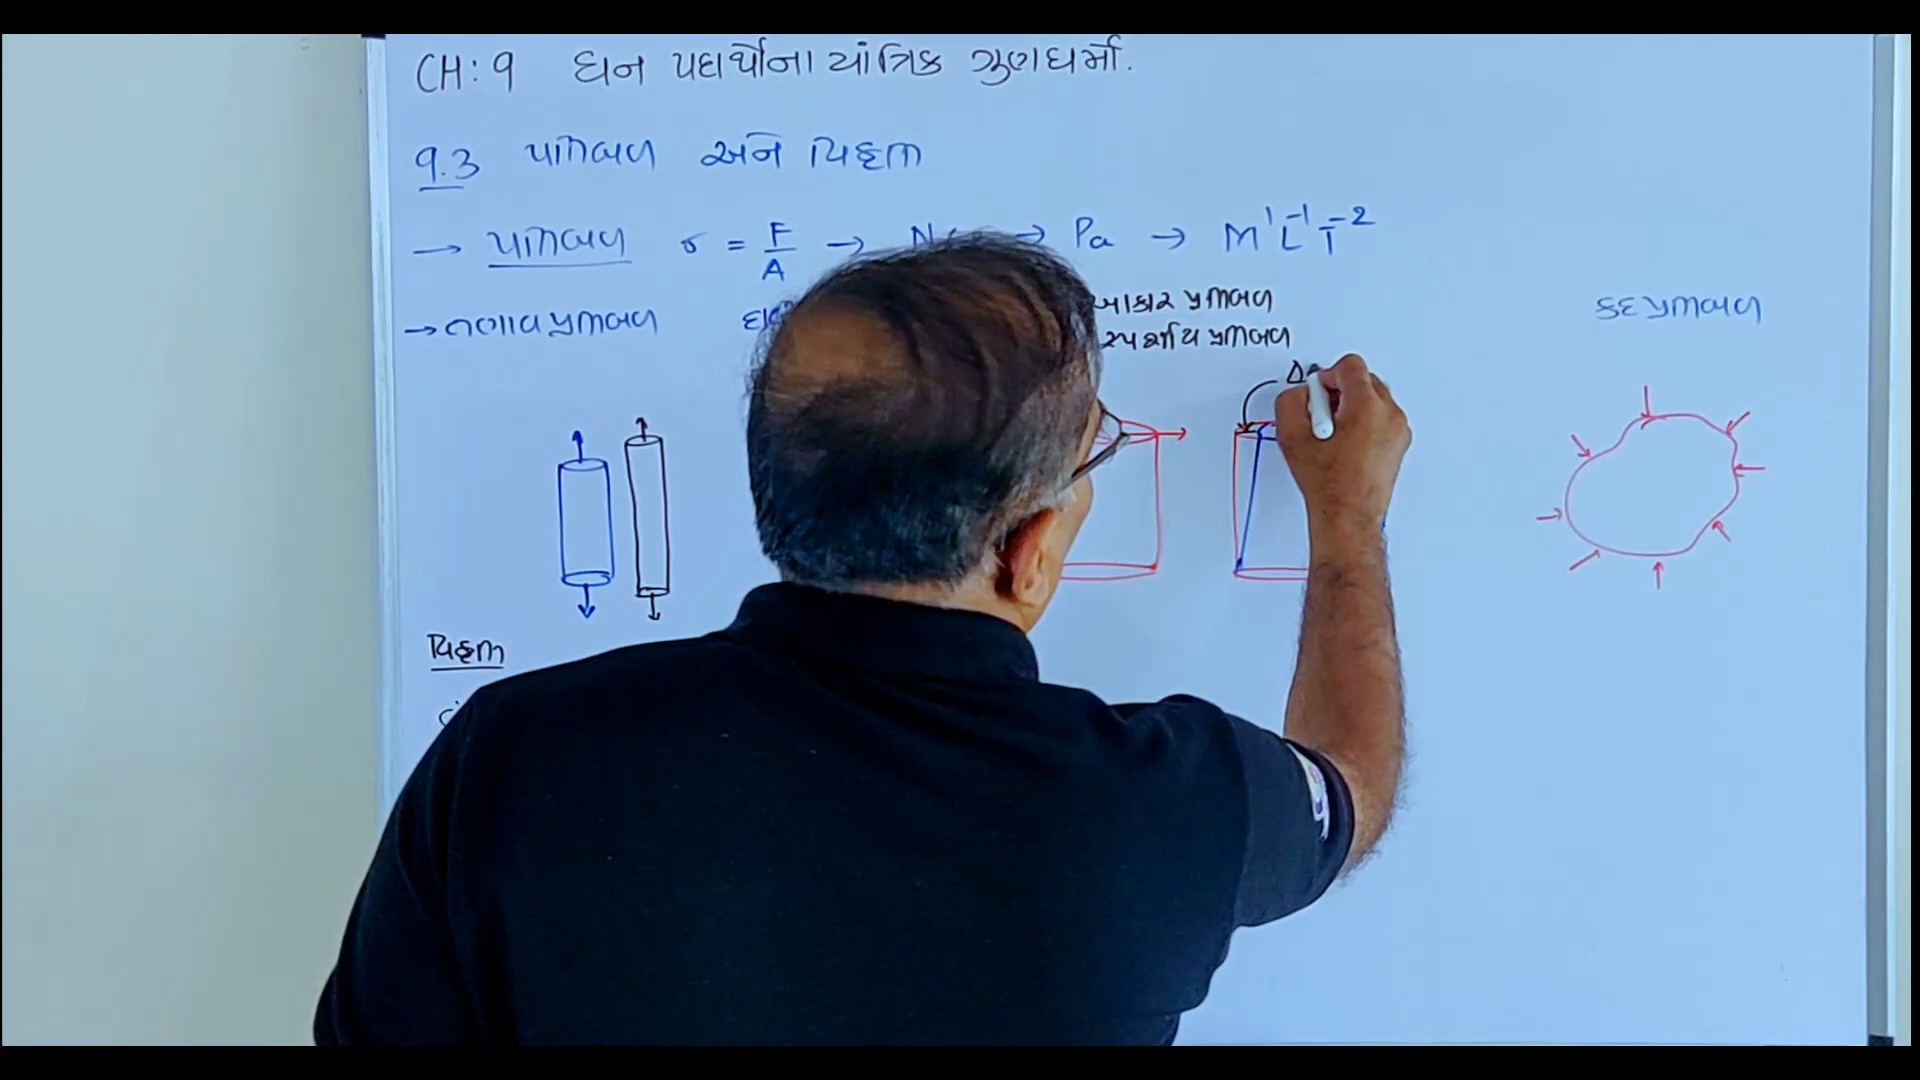 CH: 9 ઘન પદાર્થોના યાંત્રિક ગુણધર્મો.
9.3 પ્રતિબળ અને વિકૃતિ
→ પ્રતિબળ σ = F/A → N → Pa → M¹L⁻¹T⁻²
→ તણાવ પ્રતિબળ
આકાર પ્રતિબળ
સ્પર્શીય પ્રતિબળ
કદ પ્રતિબળ
Δ
વિકૃતિ